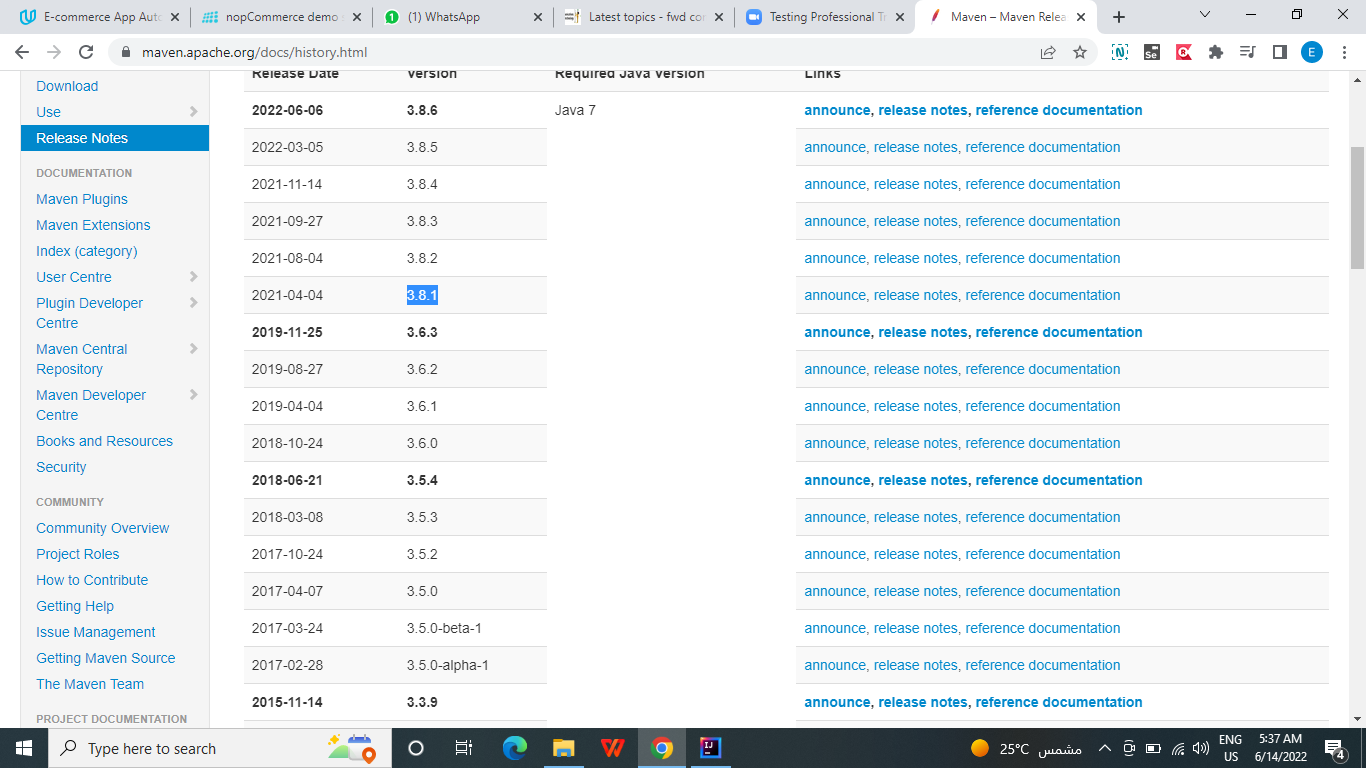 E-commerce App Auto
nopCommerce demo s
(1) WhatsApp
Latest topics - fwd cor
Testing Professional Tr
Maven – Maven Relea
maven.apache.org/docs/history.html
Release Date Version Required Java Version Links
Download
2022-06-06 3.8.6 Java 7 announce, release notes, reference documentation
Use
Release Notes
2022-03-05 3.8.5 announce, release notes, reference documentation
DOCUMENTATION
2021-11-14 3.8.4 announce, release notes, reference documentation
Maven Plugins
2021-09-27 3.8.3 announce, release notes, reference documentation
Maven Extensions
Index (category)
2021-08-04 3.8.2 announce, release notes, reference documentation
User Centre
2021-04-04 3.8.1 announce, release notes, reference documentation
Plugin Developer
Centre
2019-11-25 3.6.3 announce, release notes, reference documentation
Maven Central
Repository
2019-08-27 3.6.2 announce, release notes, reference documentation
Maven Developer
Centre
2019-04-04 3.6.1 announce, release notes, reference documentation
Books and Resources
2018-10-24 3.6.0 announce, release notes, reference documentation
Security
2018-06-21 3.5.4 announce, release notes, reference documentation
COMMUNITY
2018-03-08 3.5.3 announce, release notes, reference documentation
Community Overview
Project Roles
2017-10-24 3.5.2 announce, release notes, reference documentation
How to Contribute
2017-04-07 3.5.0 announce, release notes, reference documentation
Getting Help
Issue Management
2017-03-24 3.5.0-beta-1 announce, release notes, reference documentation
Getting Maven Source
2017-02-28 3.5.0-alpha-1 announce, release notes, reference documentation
The Maven Team
2015-11-14 3.3.9 announce, release notes, reference documentation
PROJECT DOCUMENTATION
Type here to search
25°C مشمس
ENG
US
5:37 AM
6/14/2022
4